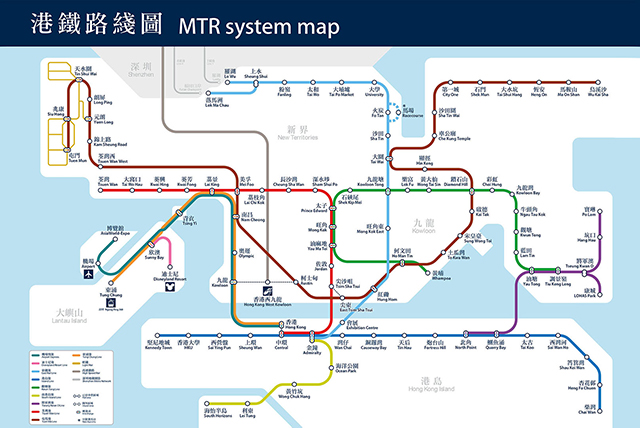 港鐵路綫圖 MTR system map
深圳
Shenzhen
天水圍
Tin Shui Wai
朗屏
Long Ping
兆康
Siu Hong
元朗
Yuen Long
錦上路
Kam Sheung Road
屯門
Tuen Mun
荃灣西
Tsuen Wan West
羅湖
Lo Wu
上水
Sheung Shui
落馬洲
Lok Ma Chau
粉嶺
Fanling
太和
Tai Wo
大埔墟
Tai Po Market
大學
University
火炭
Fo Tan
馬場
Racecourse
沙田
Sha Tin
大圍
Tai Wai
新界
New Territories
第一城
City One
石門
Shek Mun
大水坑
Tai Shui Hang
恆安
Heng On
馬鞍山
Ma On Shan
烏溪沙
Wu Kai Sha
沙田圍
Sha Tin Wai
車公廟
Che Kung Temple
顯徑
Hin Keng
荃灣
Tsuen Wan
大窩口
Tai Wo Hau
葵興
Kwai Hing
葵芳
Kwai Fong
荔景
Lai King
美孚
Mei Foo
荔枝角
Lai Chi Kok
長沙灣
Cheung Sha Wan
深水埗
Sham Shui Po
太子
Prince Edward
石硤尾
Shek Kip Mei
九龍塘
Kowloon Tong
樂富
Lok Fu
黃大仙
Wong Tai Sin
鑽石山
Diamond Hill
彩虹
Choi Hung
九龍灣
Kowloon Bay
牛頭角
Ngau Tau Kok
觀塘
Kwun Tong
藍田
Lam Tin
油塘
Yau Tong
調景嶺
Tiu Keng Leng
將軍澳
Tseung Kwan O
坑口
Hang Hau
寶琳
Po Lam
康城
LOHAS Park
啟德
Kai Tak
宋皇臺
Sung Wong Toi
土瓜灣
To Kwa Wan
九龍
Kowloon
旺角
Mong Kok
旺角東
Mong Kok East
油麻地
Yau Ma Tei
何文田
Ho Man Tin
黃埔
Whampoa
佐敦
Jordan
尖沙咀
Tsim Sha Tsui
尖東
East Tsim Sha Tsui
紅磡
Hung Hom
柯士甸
Austin
南昌
Nam Cheong
奧運
Olympic
九龍
Kowloon
香港西九龍
Hong Kong West Kowloon
青衣
Tsing Yi
博覽館
AsiaWorld-Expo
機場
Airport
欣澳
Sunny Bay
迪士尼
Disneyland Resort
東涌
Tung Chung
大嶼山
Lantau Island
香港
Hong Kong
會展
Exhibition Centre
堅尼地城
Kennedy Town
香港大學
HKU
西營盤
Sai Ying Pun
上環
Sheung Wan
中環
Central
金鐘
Admiralty
灣仔
Wan Chai
銅鑼灣
Causeway Bay
天后
Tin Hau
炮台山
Fortress Hill
北角
North Point
鰂魚涌
Quarry Bay
太古
Tai Koo
西灣河
Sai Wan Ho
筲箕灣
Shau Kei Wan
杏花邨
Heng Fa Chuen
柴灣
Chai Wan
海洋公園
Ocean Park
黃竹坑
Wong Chuk Hang
利東
Lei Tung
海怡半島
South Horizons
港島
Hong Kong Island